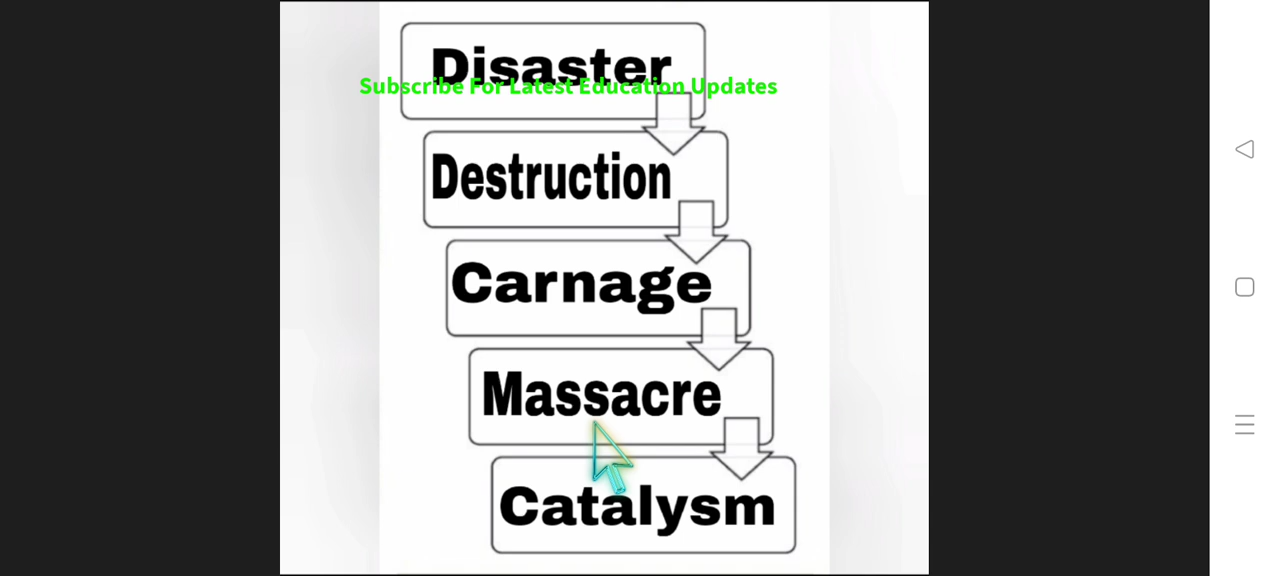 Disaster
Subscribe For Latest Education Updates
Destruction
Carnage
Massacre
Catalysm